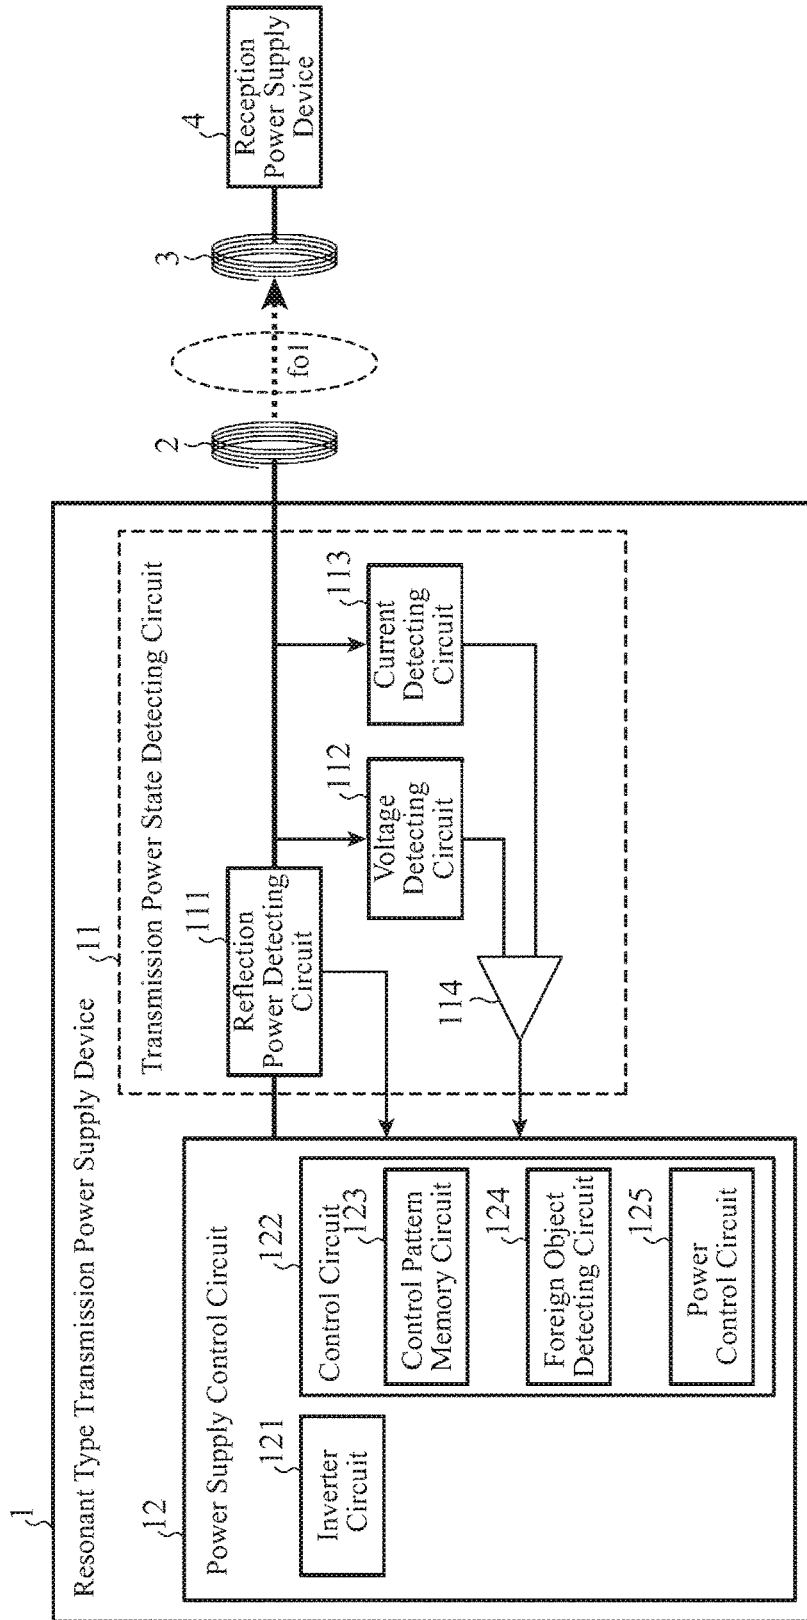 1
Resonant Type Transmission Power Supply Device
12
Power Supply Control Circuit
121
Inverter
Circuit
122
Control Circuit
123
Control Pattern
Memory Circuit
124
Foreign Object
Detecting Circuit
125
Power
Control Circuit
11
Transmission Power State Detecting Circuit
111
Reflection
Power Detecting
Circuit
112
Voltage
Detecting
Circuit
113
Current
Detecting
Circuit
114
2
fo1
3
4
Reception
Power Supply
Device